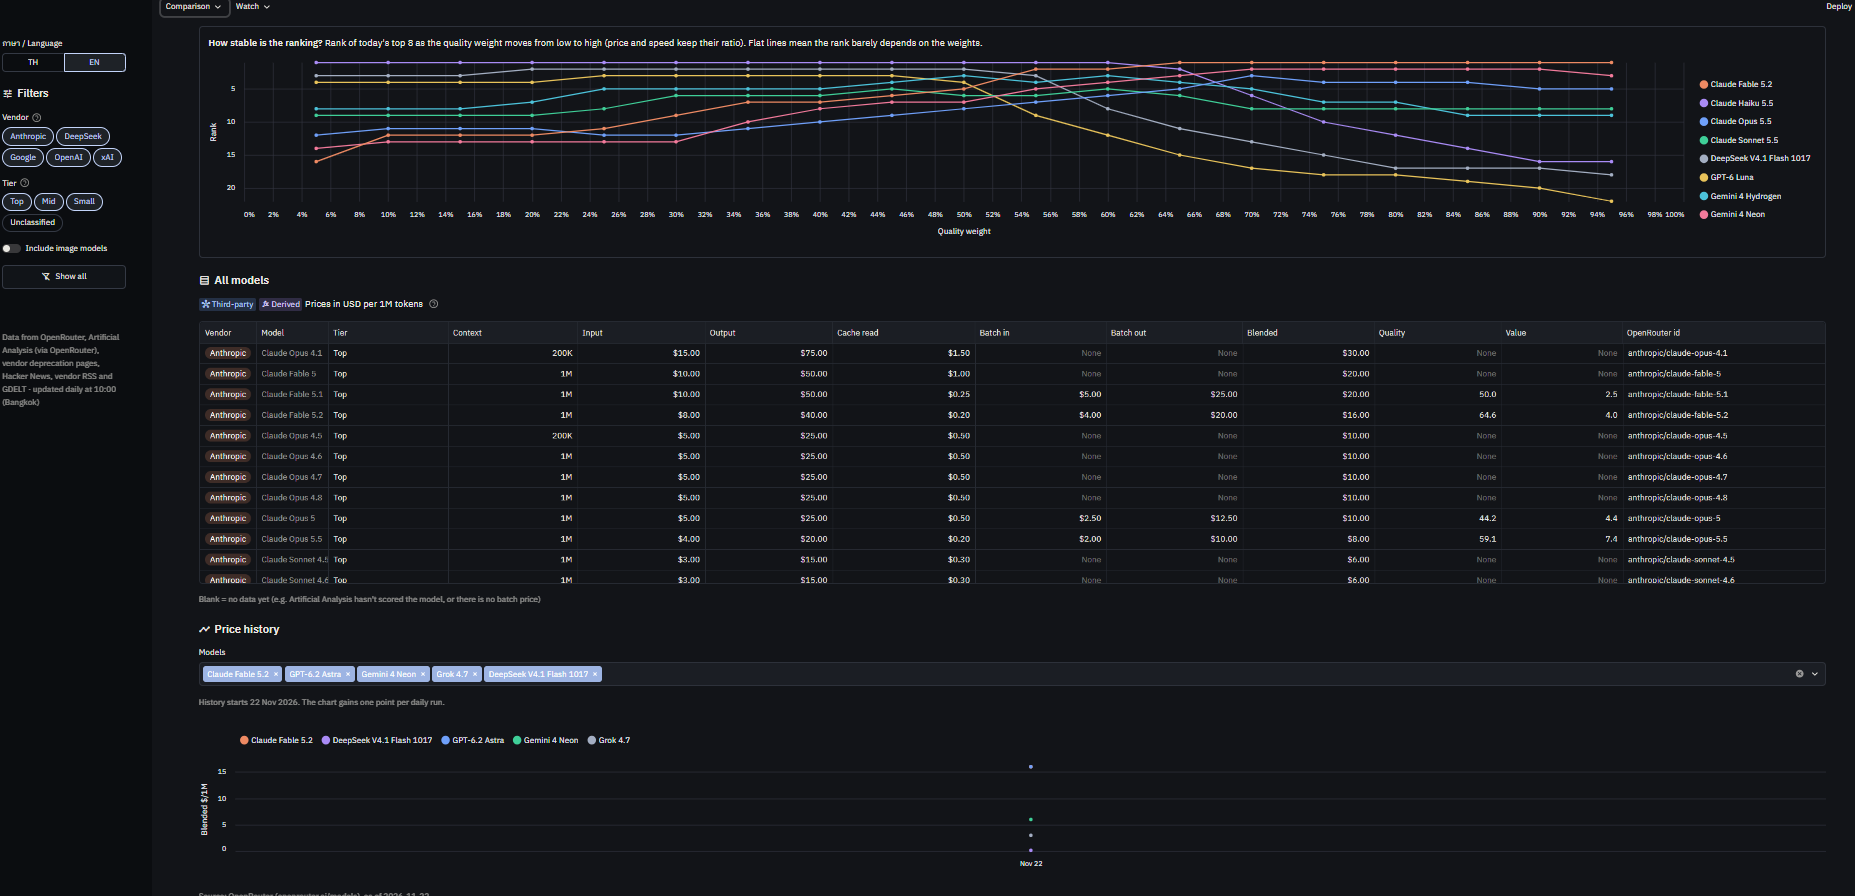 Comparison
Watch
Deploy
ภาษา / Language
TH
EN
Filters
Vendor
Anthropic
DeepSeek
Google
OpenAI
xAI
Tier
Top
Mid
Small
Unclassified
Include image models
Show all
Data from OpenRouter, Artificial
Analysis (via OpenRouter),
vendor deprecation pages,
Hacker News, vendor RSS and
GDELT - updated daily at 10:00
(Bangkok)
How stable is the ranking? Rank of today's top 8 as the quality weight moves from low to high (price and speed keep their ratio). Flat lines mean the rank barely depends on the weights.
Rank
5
10
15
20
0% 2% 4% 6% 8% 10% 12% 14% 16% 18% 20% 22% 24% 26% 28% 30% 32% 34% 36% 38% 40% 42% 44% 46% 48% 50% 52% 54% 56% 58% 60% 62% 64% 66% 68% 70% 72% 74% 76% 78% 80% 82% 84% 86% 88% 90% 92% 94% 96% 98% 100%
Quality weight
Claude Fable 5.2
Claude Haiku 5.5
Claude Opus 5.5
Claude Sonnet 5.5
DeepSeek V4.1 Flash 1017
GPT-6 Luna
Gemini 4 Hydrogen
Gemini 4 Neon
All models
Third-party Derived Prices in USD per 1M tokens
Vendor Model Tier Context Input Output Cache read Batch in Batch out Blended Quality Value OpenRouter id
Anthropic Claude Opus 4.1 Top 200K $15.00 $75.00 $1.50 None None $30.00 None None anthropic/claude-opus-4.1
Anthropic Claude Fable 5 Top 1M $10.00 $50.00 $1.00 None None $20.00 None None anthropic/claude-fable-5
Anthropic Claude Fable 5.1 Top 1M $10.00 $50.00 $0.25 $5.00 $25.00 $20.00 50.0 2.5 anthropic/claude-fable-5.1
Anthropic Claude Fable 5.2 Top 1M $8.00 $40.00 $0.20 $4.00 $20.00 $16.00 64.6 4.0 anthropic/claude-fable-5.2
Anthropic Claude Opus 4.5 Top 200K $5.00 $25.00 $0.50 None None $10.00 None None anthropic/claude-opus-4.5
Anthropic Claude Opus 4.6 Top 1M $5.00 $25.00 $0.50 None None $10.00 None None anthropic/claude-opus-4.6
Anthropic Claude Opus 4.7 Top 1M $5.00 $25.00 $0.50 None None $10.00 None None anthropic/claude-opus-4.7
Anthropic Claude Opus 4.8 Top 1M $5.00 $25.00 $0.50 None None $10.00 None None anthropic/claude-opus-4.8
Anthropic Claude Opus 5 Top 1M $5.00 $25.00 $0.50 $2.50 $12.50 $10.00 44.2 4.4 anthropic/claude-opus-5
Anthropic Claude Opus 5.5 Top 1M $4.00 $20.00 $0.20 $2.00 $10.00 $8.00 59.1 7.4 anthropic/claude-opus-5.5
Anthropic Claude Sonnet 4.5 Top 1M $3.00 $15.00 $0.30 None None $6.00 None None anthropic/claude-sonnet-4.5
Anthropic Claude Sonnet 4.6 Top 1M $3.00 $15.00 $0.30 None None $6.00 None None anthropic/claude-sonnet-4.6
Blank = no data yet (e.g. Artificial Analysis hasn't scored the model, or there is no batch price)
Price history
Models
Claude Fable 5.2 × GPT-6.2 Astra × Gemini 4 Neon × Grok 4.7 × DeepSeek V4.1 Flash 1017 ×
History starts 22 Nov 2026. The chart gains one point per daily run.
Claude Fable 5.2 DeepSeek V4.1 Flash 1017 GPT-6.2 Astra Gemini 4 Neon Grok 4.7
Blended $/1M
15
10
5
0
Nov 22